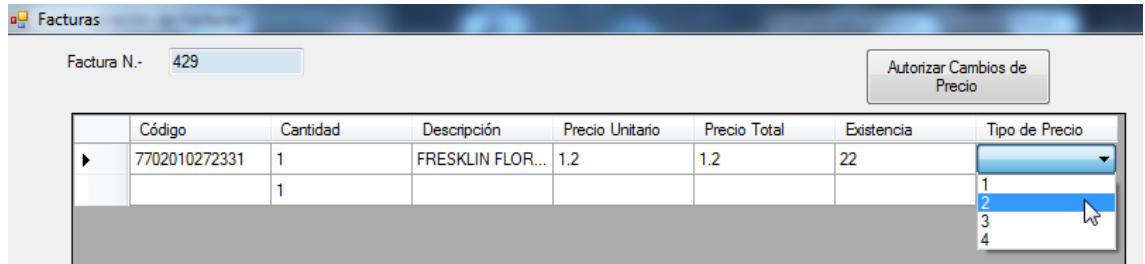 Facturas
Factura N.- 429
Autorizar Cambios de
Precio
Código Cantidad Descripción Precio Unitario Precio Total Existencia Tipo de Precio
7702010272331 1 FRESKLIN FLOR... 1.2 1.2 22
1
1
2
3
4